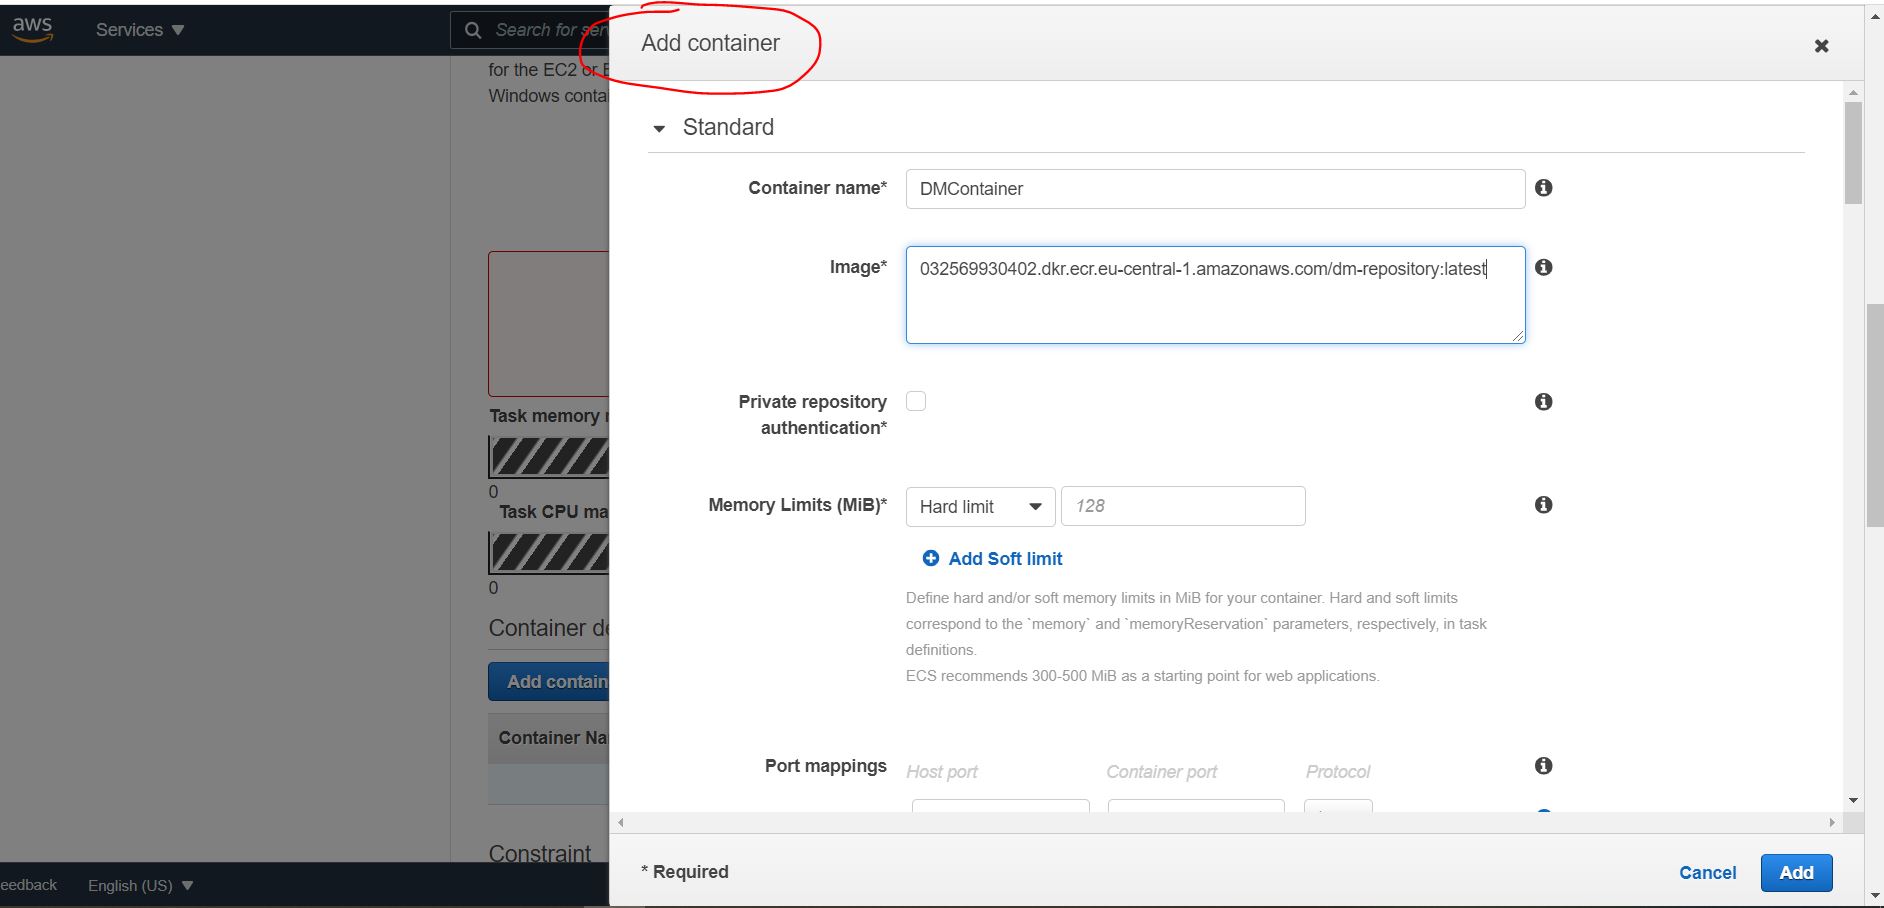 aws
Services
Search for serv
Add container
for the EC2 or E
Windows contai
Standard
Container name*
DMContainer
Image*
032569930402.dkr.ecr.eu-central-1.amazonaws.com/dm-repository:latest
Private repository
authentication*
Task memory
Memory Limits (MiB)*
Hard limit
128
0
Task CPU ma
Add Soft limit
0
Define hard and/or soft memory limits in MiB for your container. Hard and soft limits
correspond to the `memory` and `memoryReservation` parameters, respectively, in task
definitions.
ECS recommends 300-500 MiB as a starting point for web applications.
Container de
Add contain
Container Na
Port mappings
Host port
Container port
Protocol
Constraint
* Required
Cancel
Add
eedback
English (US)